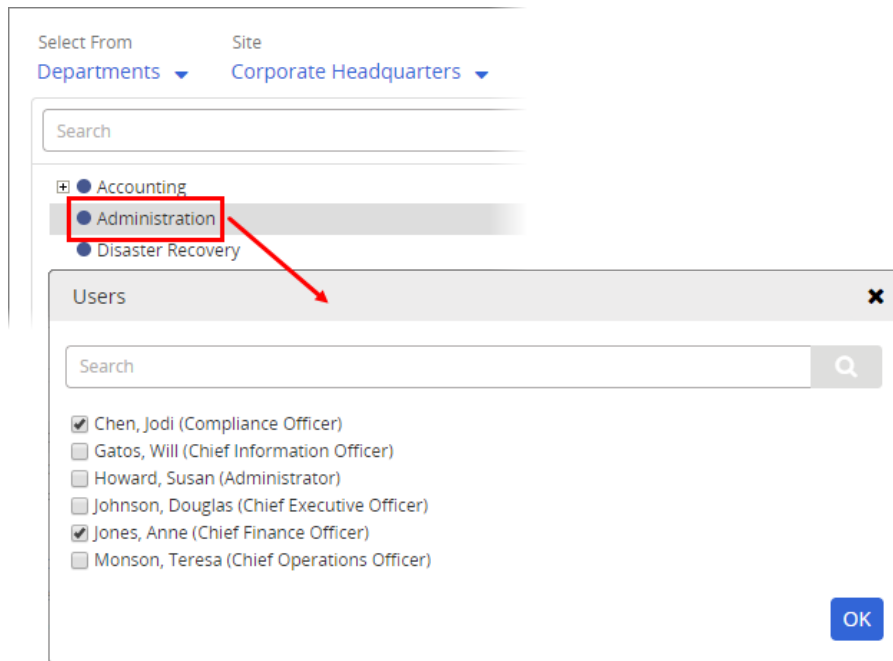 Select From Site
Departments Corporate Headquarters
Search
Accounting
Administration
Disaster Recovery
Users
Search
Chen, Jodi (Compliance Officer)
Gatos, Will (Chief Information Officer)
Howard, Susan (Administrator)
Johnson, Douglas (Chief Executive Officer)
Jones, Anne (Chief Finance Officer)
Monson, Teresa (Chief Operations Officer)
OK